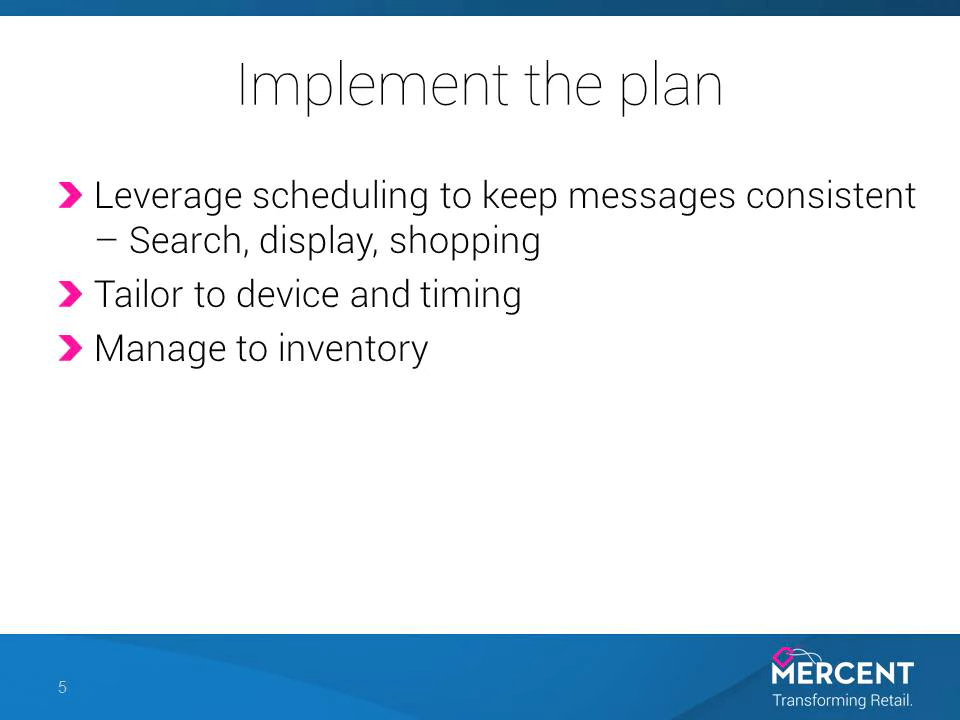 Implement the plan
Leverage scheduling to keep messages consistent
– Search, display, shopping
Tailor to device and timing
Manage to inventory
5
MERCENT
Transforming Retail.